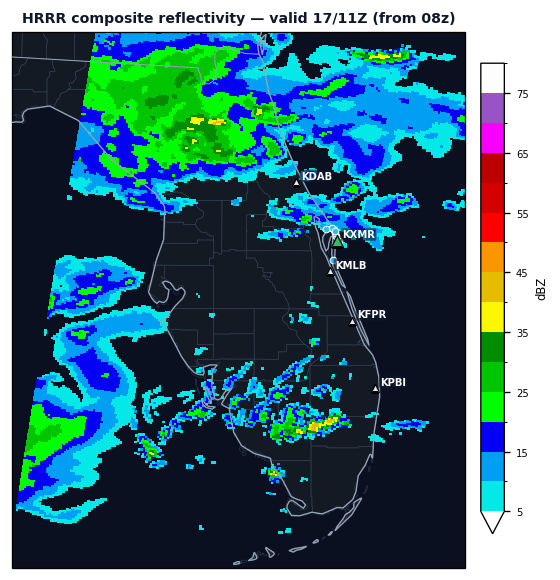 HRRR composite reflectivity — valid 17/11Z (from 08z)
KDAB
KXMR
KMLB
KFPR
KPBI
75
65
55
45
35
25
15
5
dBZ